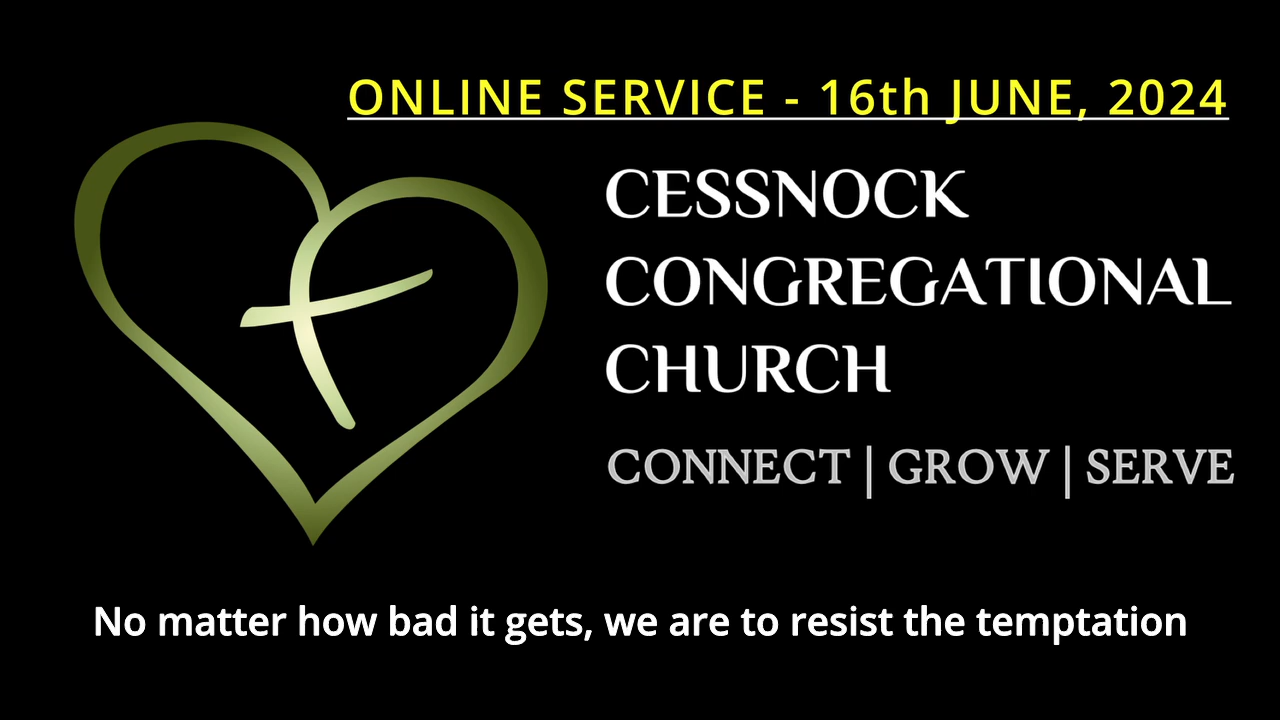 ONLINE SERVICE - 16th JUNE, 2024
CESSNOCK
CONGREGATIONAL
CHURCH
CONNECT | GROW | SERVE
No matter how bad it gets, we are to resist the temptation